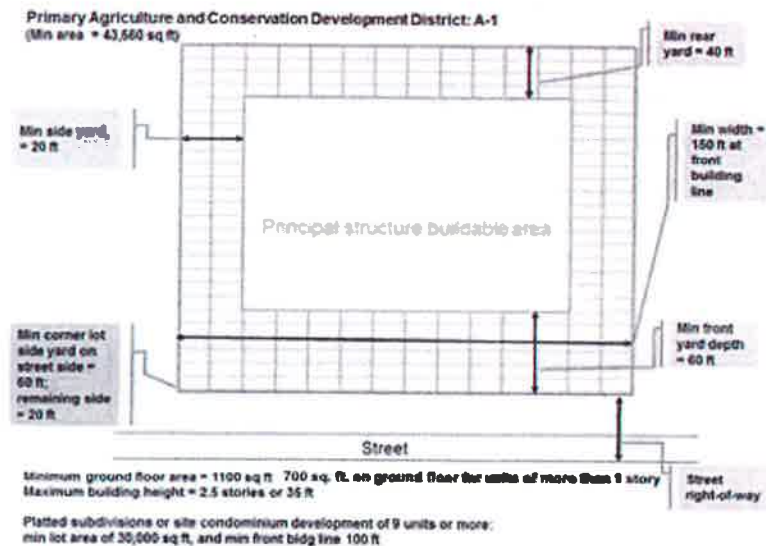 Primary Agriculture and Conservation Development District: A-1
(Min area = 43,560 sq ft)
Min rear
yard = 40 ft
Min side yard,
= 20 ft
Min width =
150 ft at
front
building
line
Principal structure buildable area
Min corner lot
side yard on
street side =
60 ft;
remaining side
= 20 ft
Min front
yard depth
= 60 ft
Street
Minimum ground floor area = 1100 sq ft 700 sq. ft. on ground floor for units of more than 1 story
Maximum building height = 2.5 stories or 35 ft
Street
right-of-way
Platted subdivisions or site condominium development of 9 units or more:
min lot area of 30,000 sq ft, and min front bldg line 100 ft